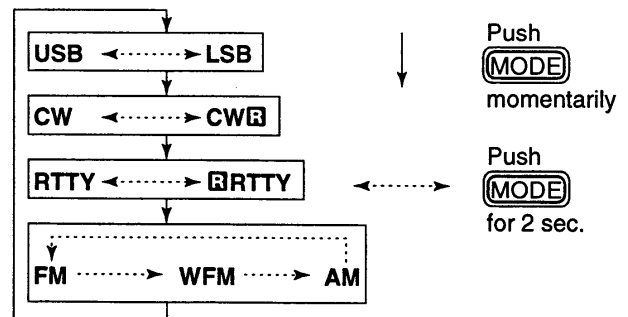 USB LSB
CW CWR
RTTY RRTTY
FM WFM AM
Push
MODE
momentarily
Push
MODE
for 2 sec.